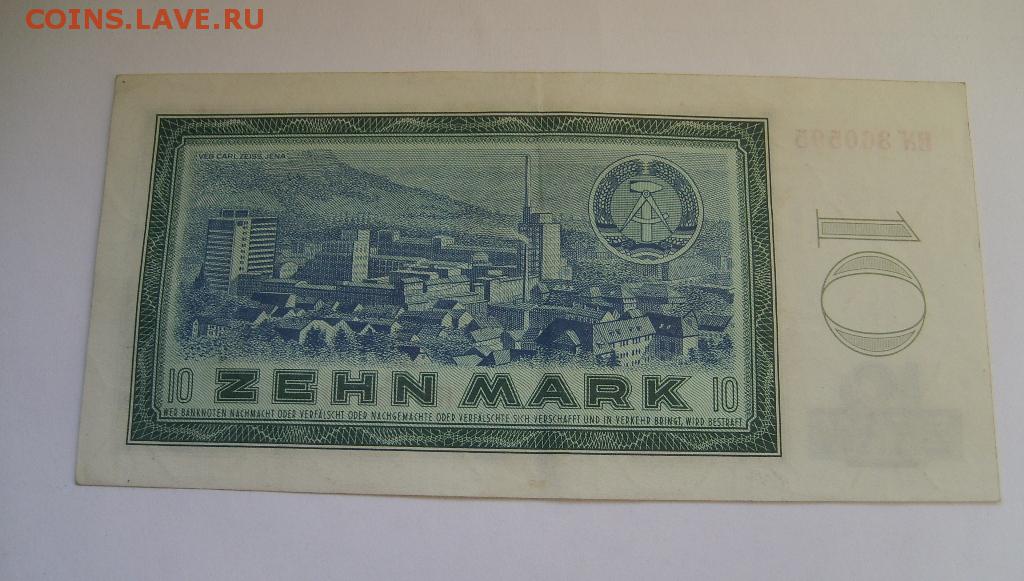 COINS.LAVE.RU
VEB CARL ZEISS JENA
10
10 ZEHN MARK 10
WER BANKNOTEN NACHMACHT ODER VERFÄLSCHT ODER NACHGEMACHTE ODER VERFÄLSCHTE SICH VERSCHAFFT UND IN VERKEHR BRINGT, WIRD BESTRAFT